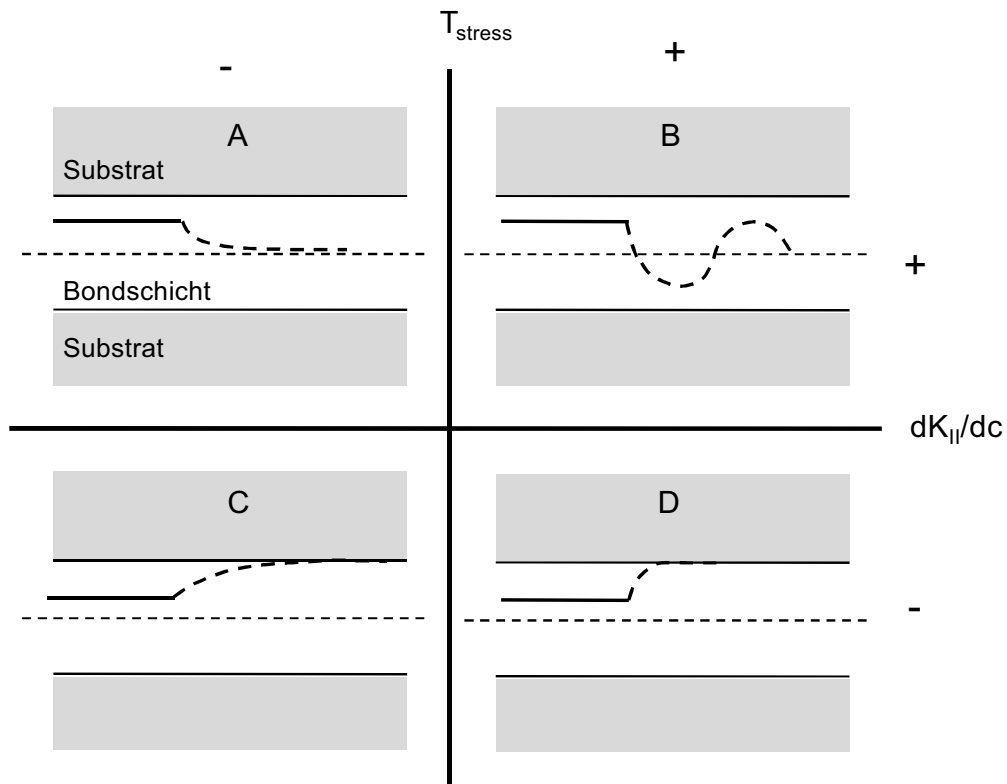 T_stress
- +
A B
Substrat
+
Bondschicht
Substrat
dK_II/dc
C D
-